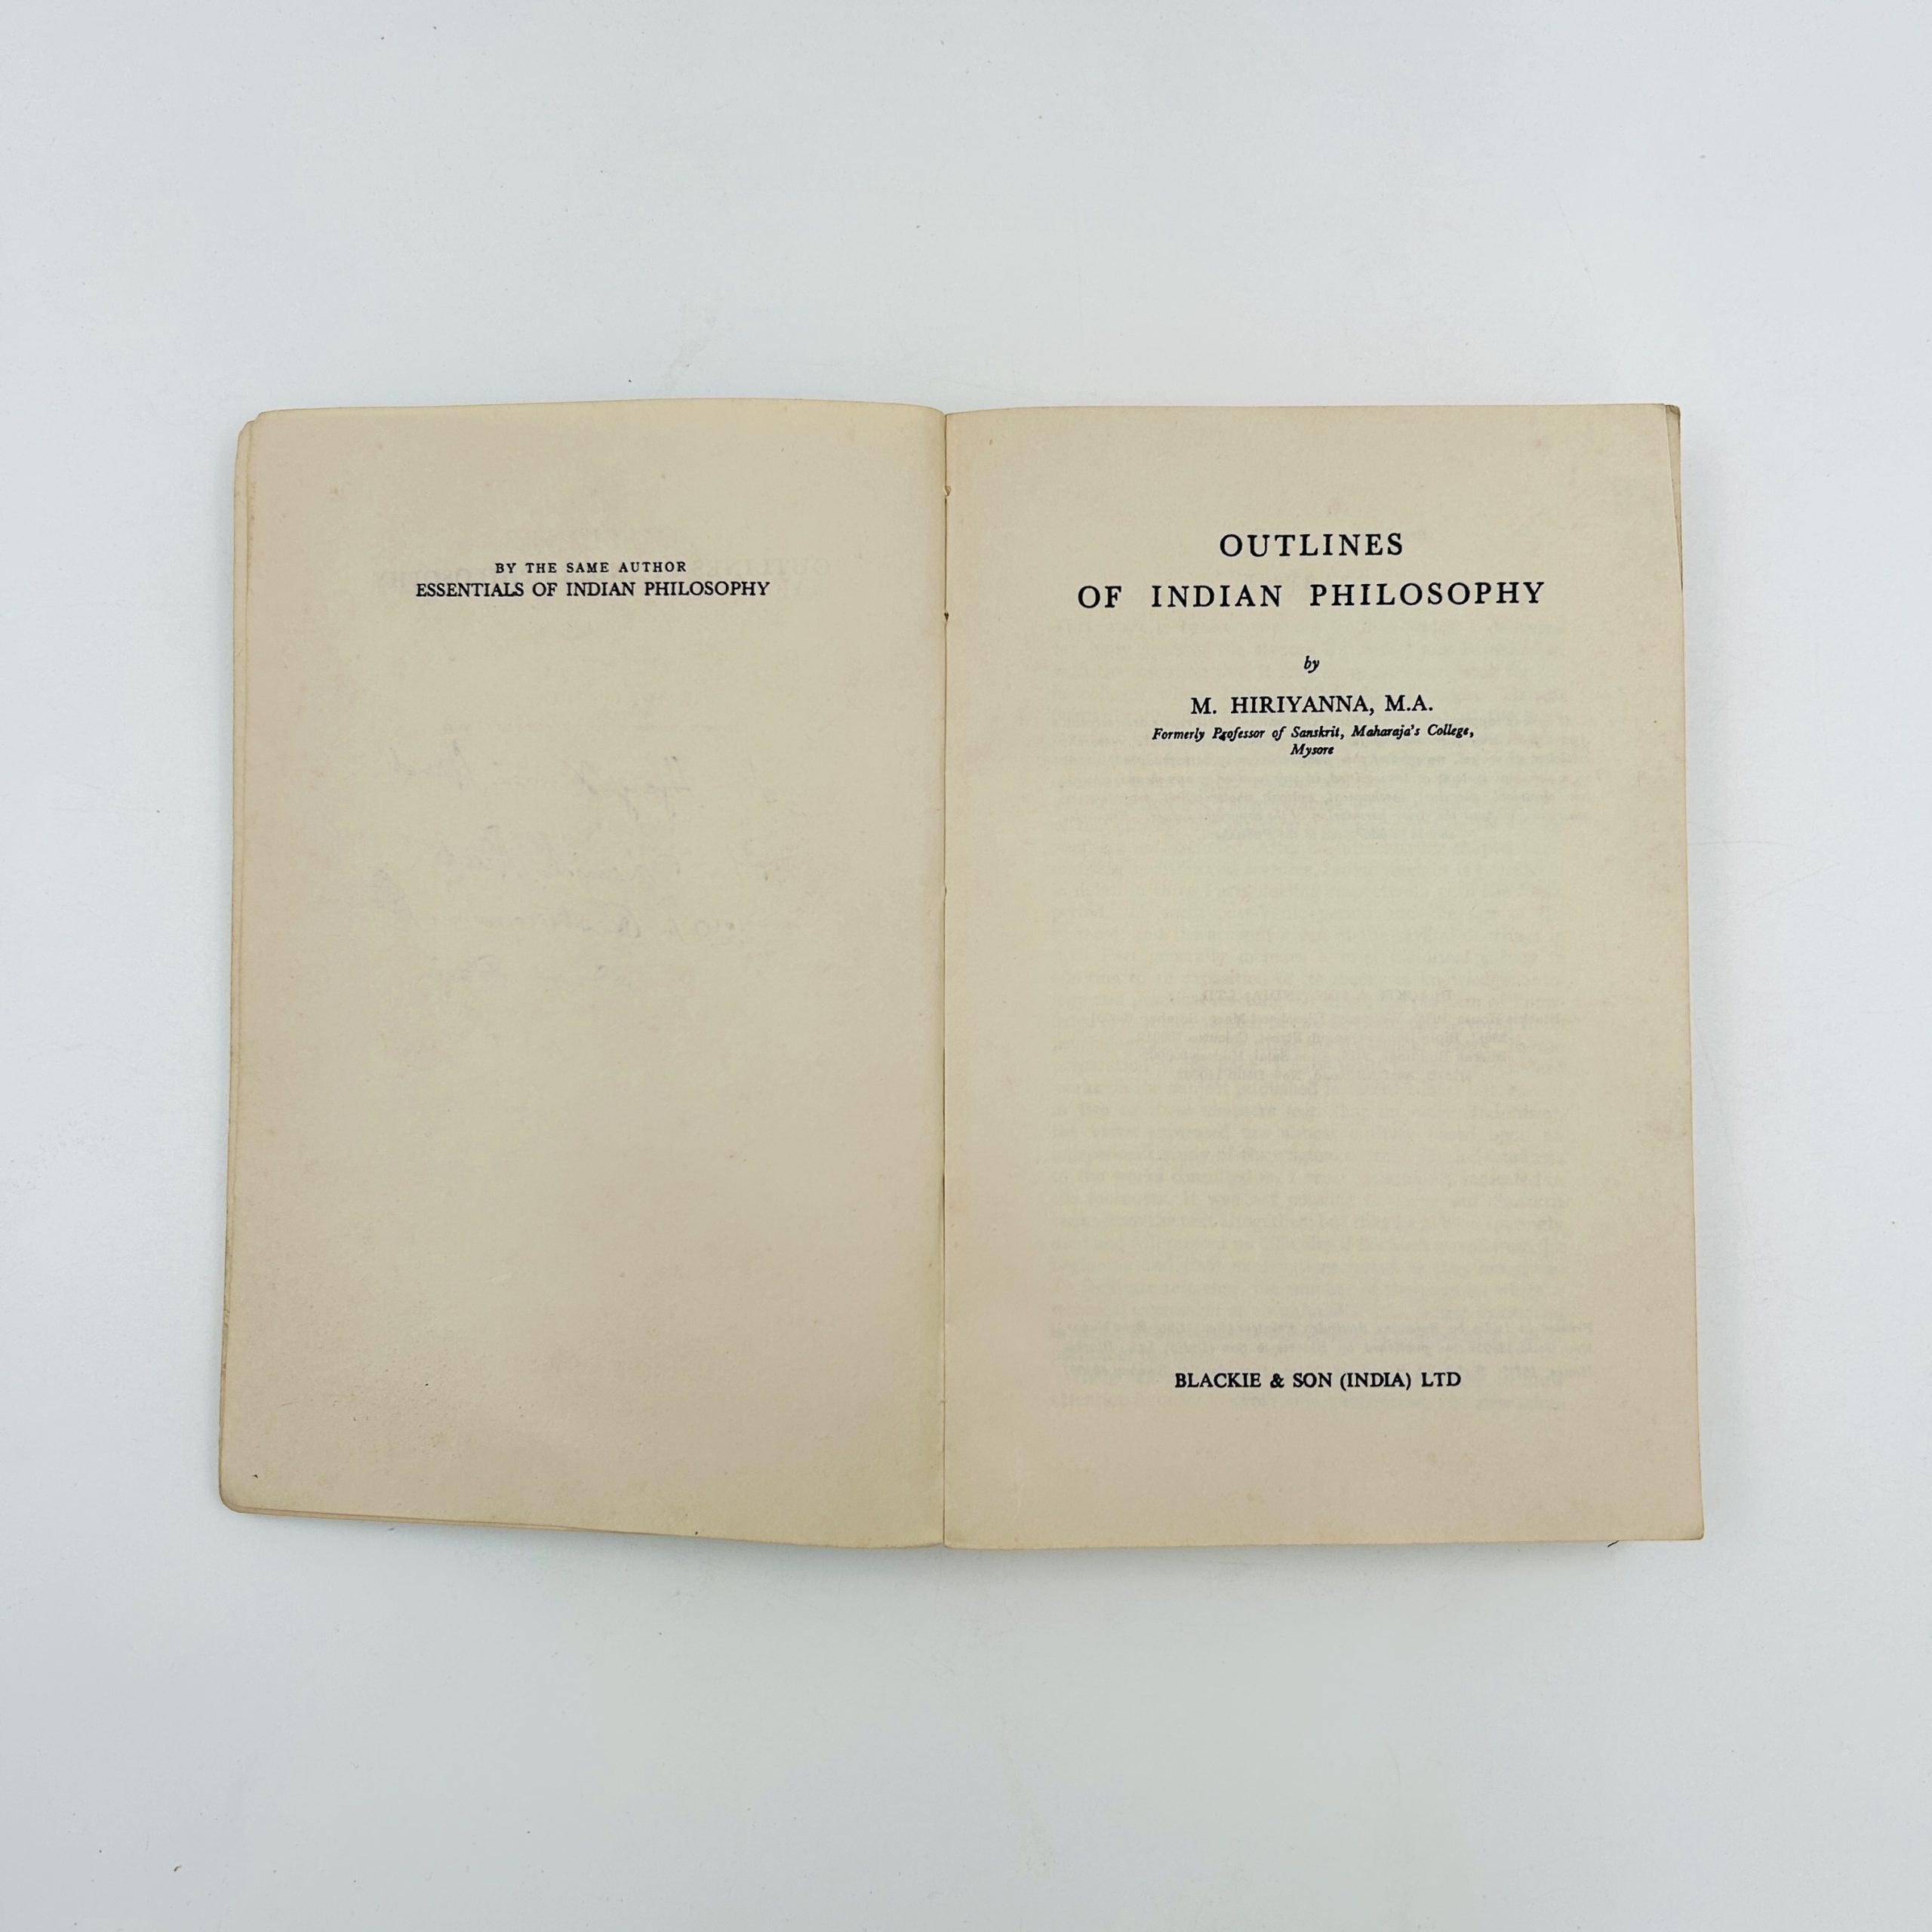 BY THE SAME AUTHOR
ESSENTIALS OF INDIAN PHILOSOPHY
OUTLINES
OF INDIAN PHILOSOPHY
by
M. HIRIYANNA, M.A.
Formerly Professor of Sanskrit, Maharaja's College,
Mysore
BLACKIE & SON (INDIA) LTD